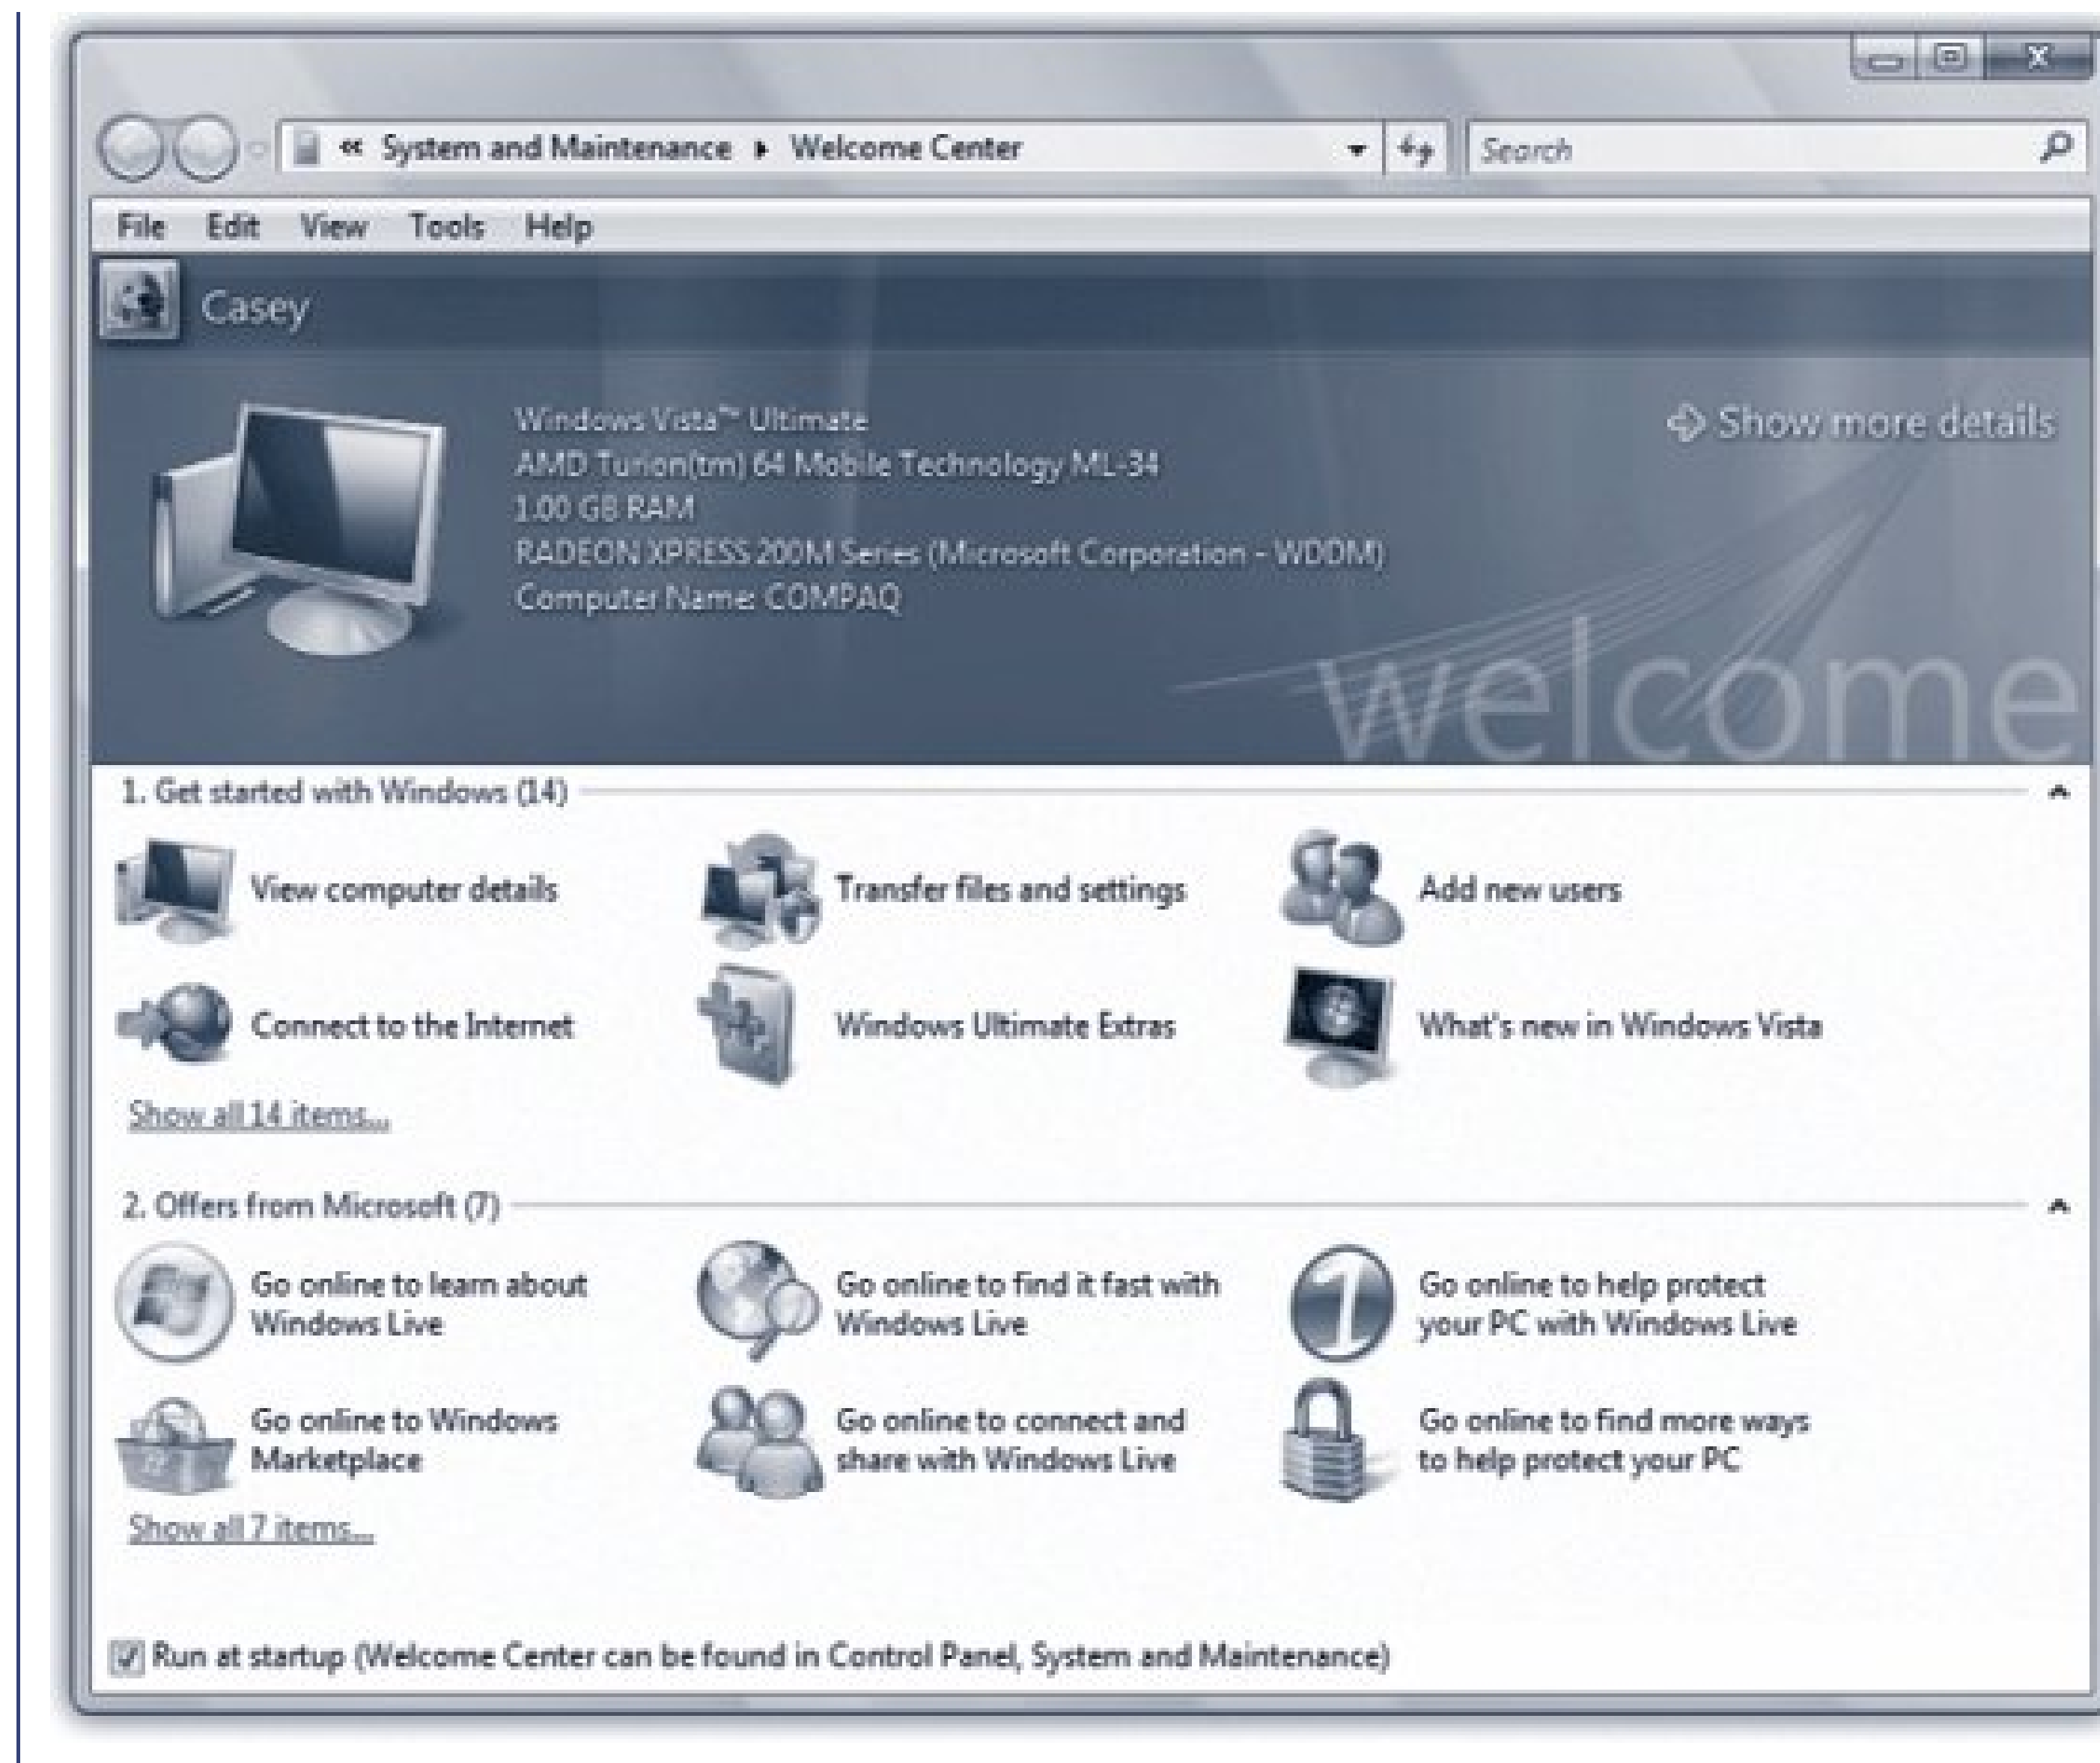 « System and Maintenance ▸ Welcome Center
Search
File Edit View Tools Help
Casey
Windows Vista™ Ultimate
AMD Turion(tm) 64 Mobile Technology ML-34
1.00 GB RAM
RADEON XPRESS 200M Series (Microsoft Corporation - WDDM)
Computer Name: COMPAQ
Show more details
welcome
1. Get started with Windows (14)
View computer details
Transfer files and settings
Add new users
Connect to the Internet
Windows Ultimate Extras
What's new in Windows Vista
Show all 14 items...
2. Offers from Microsoft (7)
Go online to learn about
Windows Live
Go online to find it fast with
Windows Live
1
Go online to help protect
your PC with Windows Live
Go online to Windows
Marketplace
Go online to connect and
share with Windows Live
Go online to find more ways
to help protect your PC
Show all 7 items...
Run at startup (Welcome Center can be found in Control Panel, System and Maintenance)